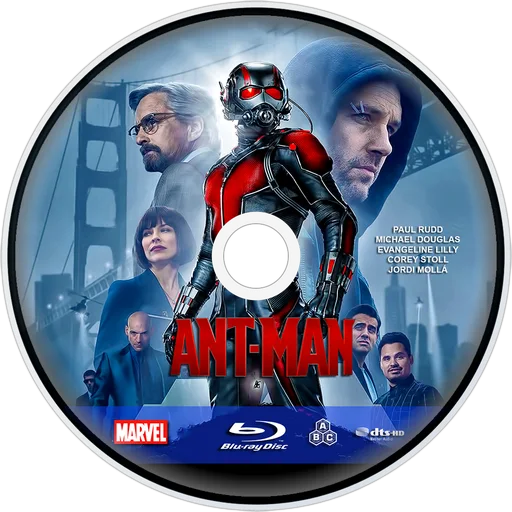 PAUL RUDD
MICHAEL DOUGLAS
EVANGELINE LILLY
COREY STOLL
JORDI MOLLÀ
ANT-MAN
MARVEL
Blu-ray Disc
A
B C
dts-HD